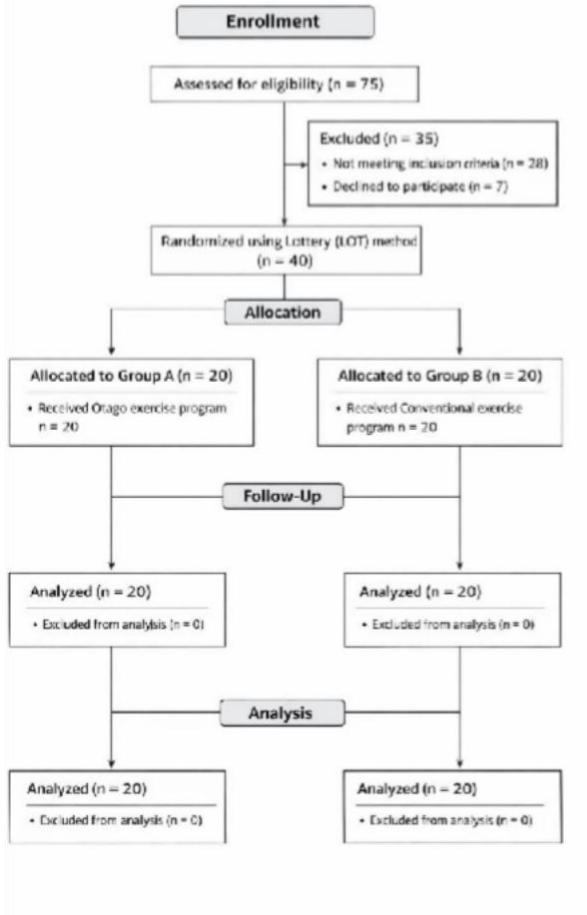 Enrollment
Assessed for eligibility (n = 75)
Excluded (n = 35)
• Not meeting inclusion criteria (n = 28)
• Declined to participate (n = 7)
Randomized using Lottery (LOT) method
(n = 40)
Allocation
Allocated to Group A (n = 20)
• Received Otago exercise program
n = 20
Allocated to Group B (n = 20)
• Received Conventional exercise
program n = 20
Follow-Up
Analyzed (n = 20)
• Excluded from analylsis (n = 0)
Analyzed (n = 20)
• Excluded from analysis (n = 0)
Analysis
Analyzed (n = 20)
• Excluded from analysis (n = 0)
Analyzed (n = 20)
• Excluded from analysis (n = 0)